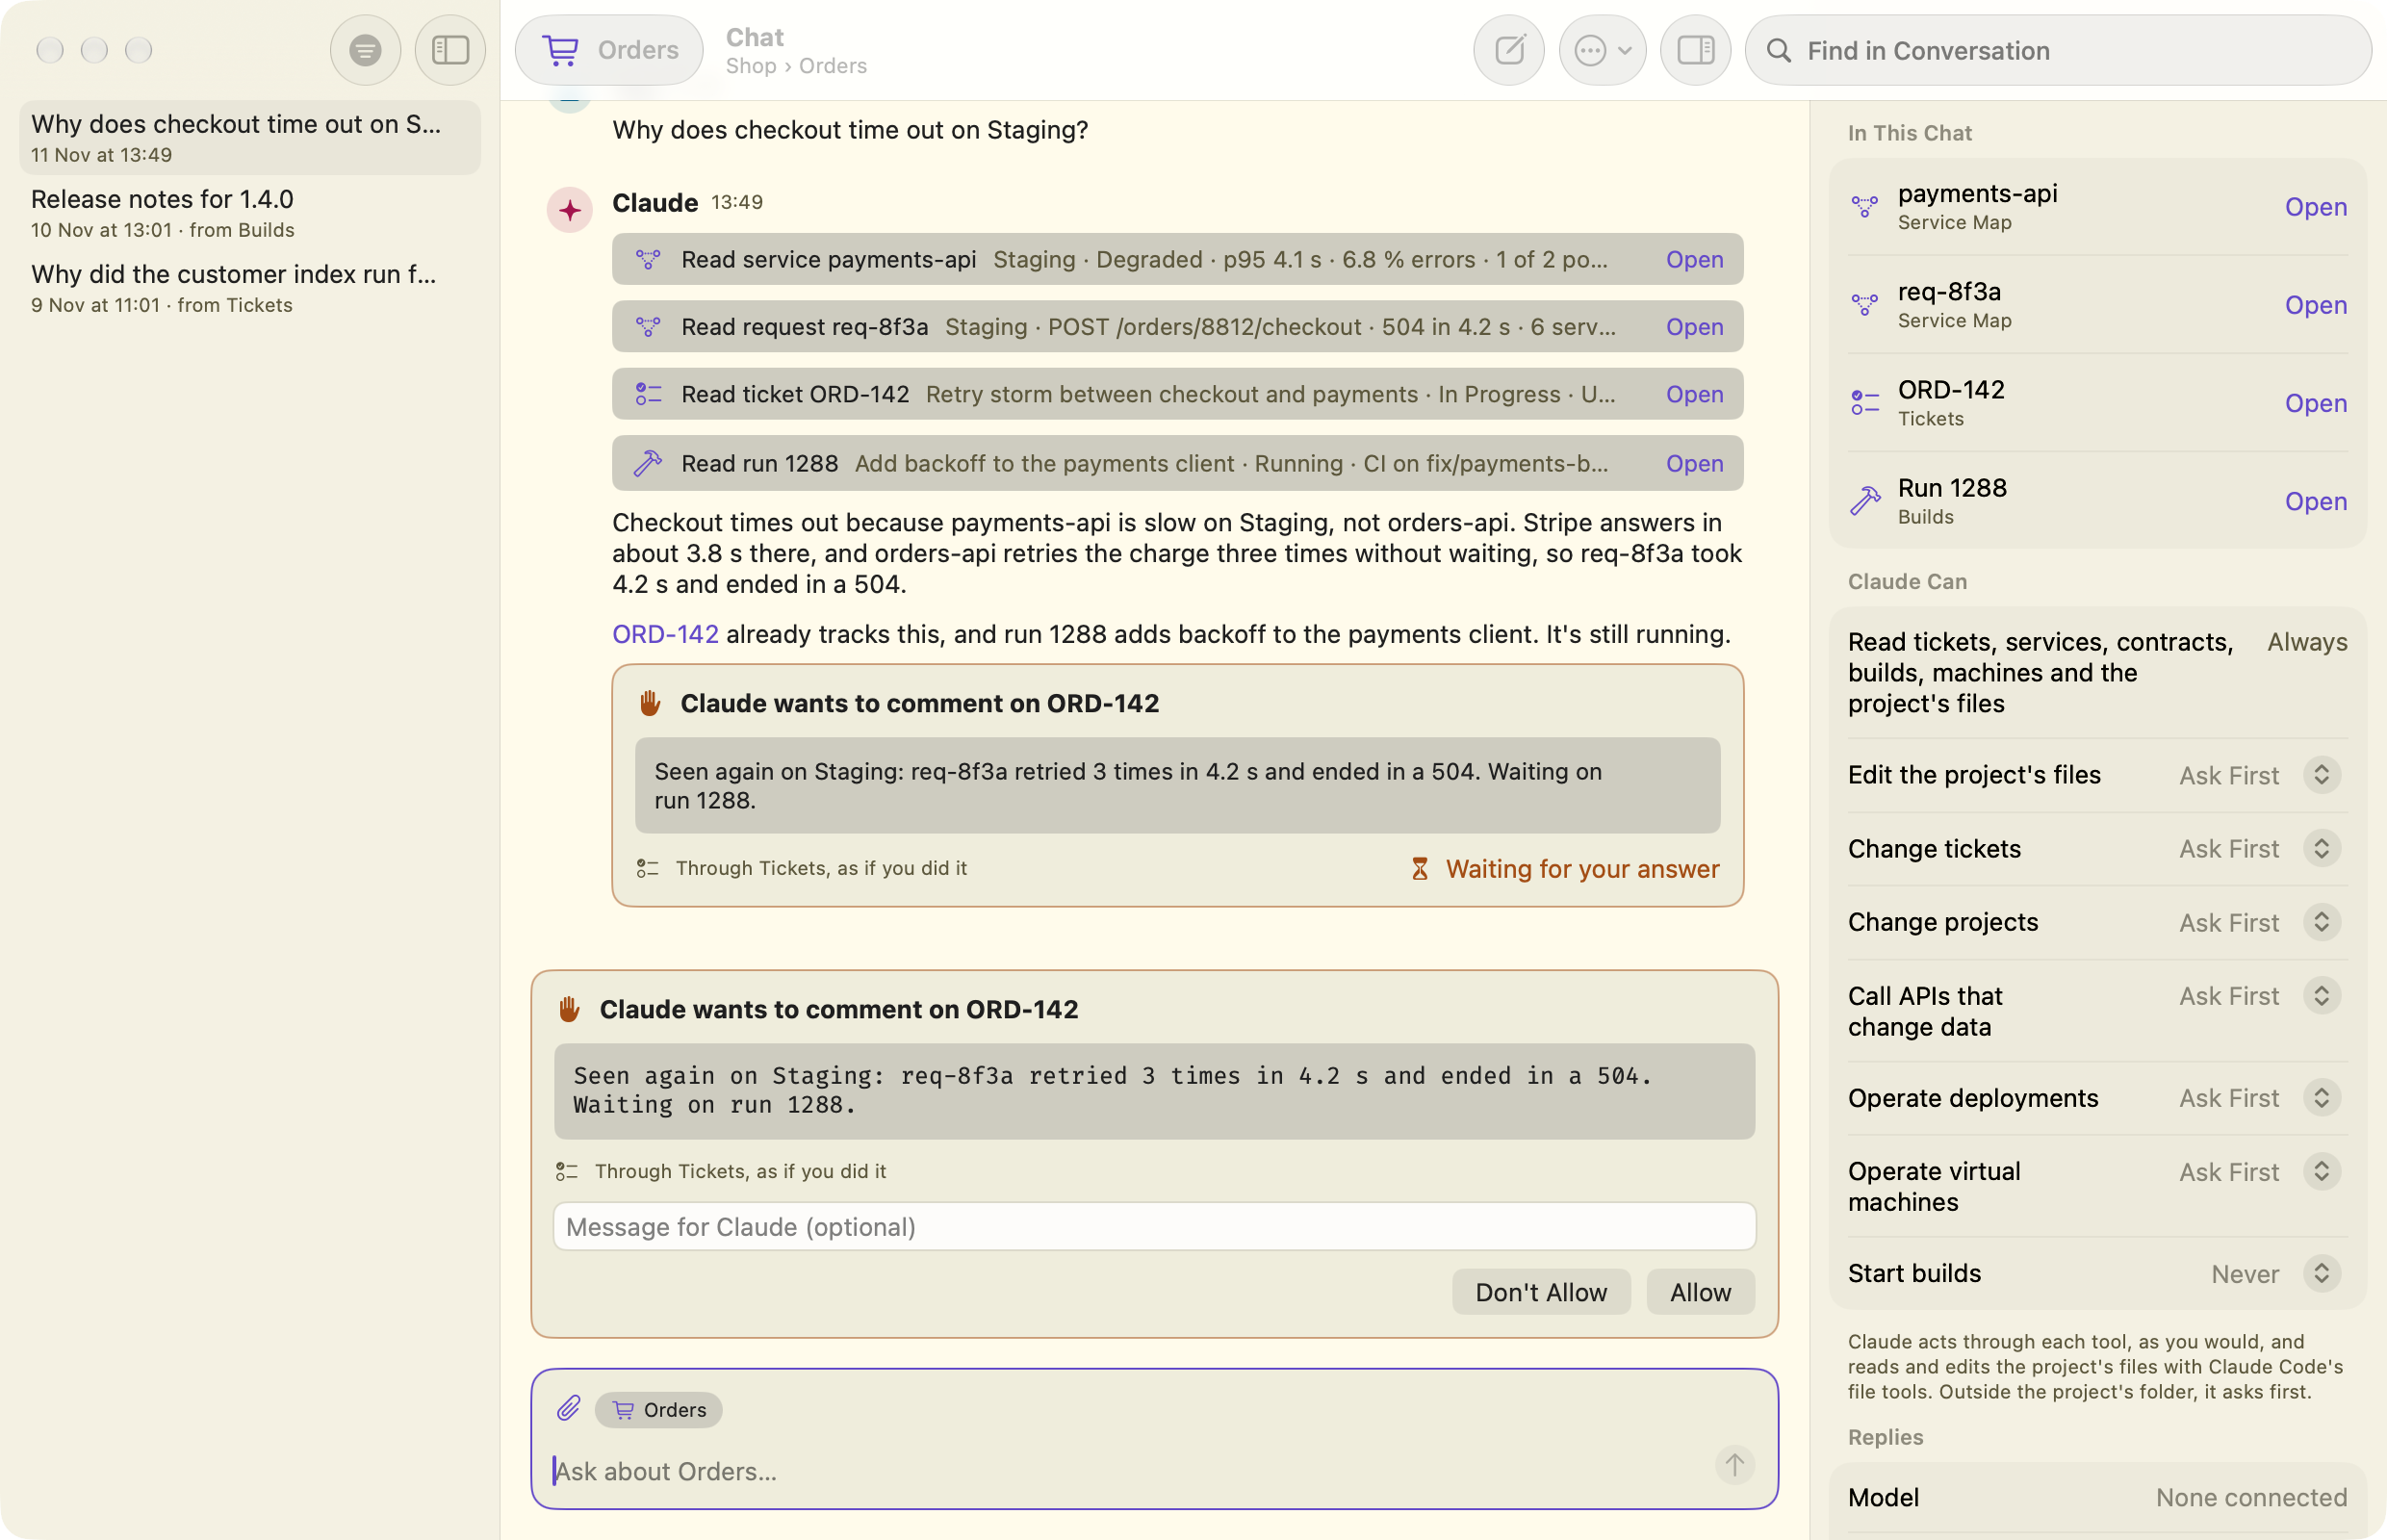 Why does checkout time out on S...
11 Nov at 13:49
Release notes for 1.4.0
10 Nov at 13:01 · from Builds
Why did the customer index run f...
9 Nov at 11:01 · from Tickets
Orders
Chat
Shop › Orders
Find in Conversation
Why does checkout time out on Staging?
Claude 13:49
Read service payments-api Staging · Degraded · p95 4.1 s · 6.8 % errors · 1 of 2 po... Open
Read request req-8f3a Staging · POST /orders/8812/checkout · 504 in 4.2 s · 6 serv... Open
Read ticket ORD-142 Retry storm between checkout and payments · In Progress · U... Open
Read run 1288 Add backoff to the payments client · Running · CI on fix/payments-b... Open
Checkout times out because payments-api is slow on Staging, not orders-api. Stripe answers in
about 3.8 s there, and orders-api retries the charge three times without waiting, so req-8f3a took
4.2 s and ended in a 504.
ORD-142 already tracks this, and run 1288 adds backoff to the payments client. It's still running.
Claude wants to comment on ORD-142
Seen again on Staging: req-8f3a retried 3 times in 4.2 s and ended in a 504. Waiting on
run 1288.
Through Tickets, as if you did it
Waiting for your answer
Claude wants to comment on ORD-142
Seen again on Staging: req-8f3a retried 3 times in 4.2 s and ended in a 504.
Waiting on run 1288.
Through Tickets, as if you did it
Message for Claude (optional)
Don't Allow
Allow
Orders
Ask about Orders...
In This Chat
payments-api
Service Map
Open
req-8f3a
Service Map
Open
ORD-142
Tickets
Open
Run 1288
Builds
Open
Claude Can
Read tickets, services, contracts, Always
builds, machines and the
project's files
Edit the project's files Ask First
Change tickets Ask First
Change projects Ask First
Call APIs that Ask First
change data
Operate deployments Ask First
Operate virtual Ask First
machines
Start builds Never
Claude acts through each tool, as you would, and
reads and edits the project's files with Claude Code's
file tools. Outside the project's folder, it asks first.
Replies
Model None connected